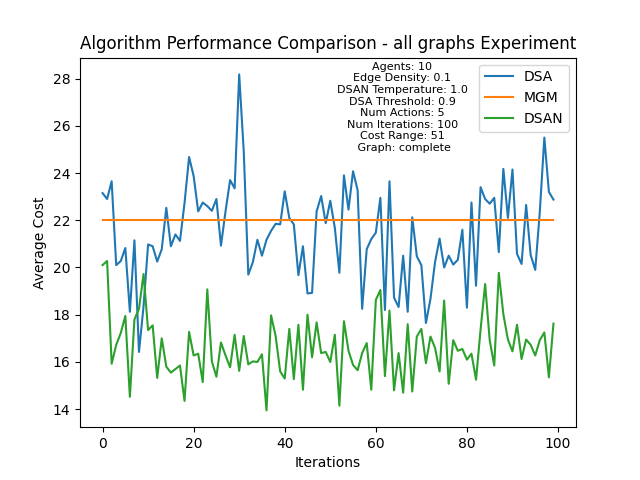 Algorithm Performance Comparison - all graphs Experiment
Agents: 10
Edge Density: 0.1
DSAN Temperature: 1.0
DSA Threshold: 0.9
Num Actions: 5
Num Iterations: 100
Cost Range: 51
Graph: complete
DSA
MGM
DSAN
Average Cost
28
26
24
22
20
18
16
14
0
20
40
60
80
100
Iterations